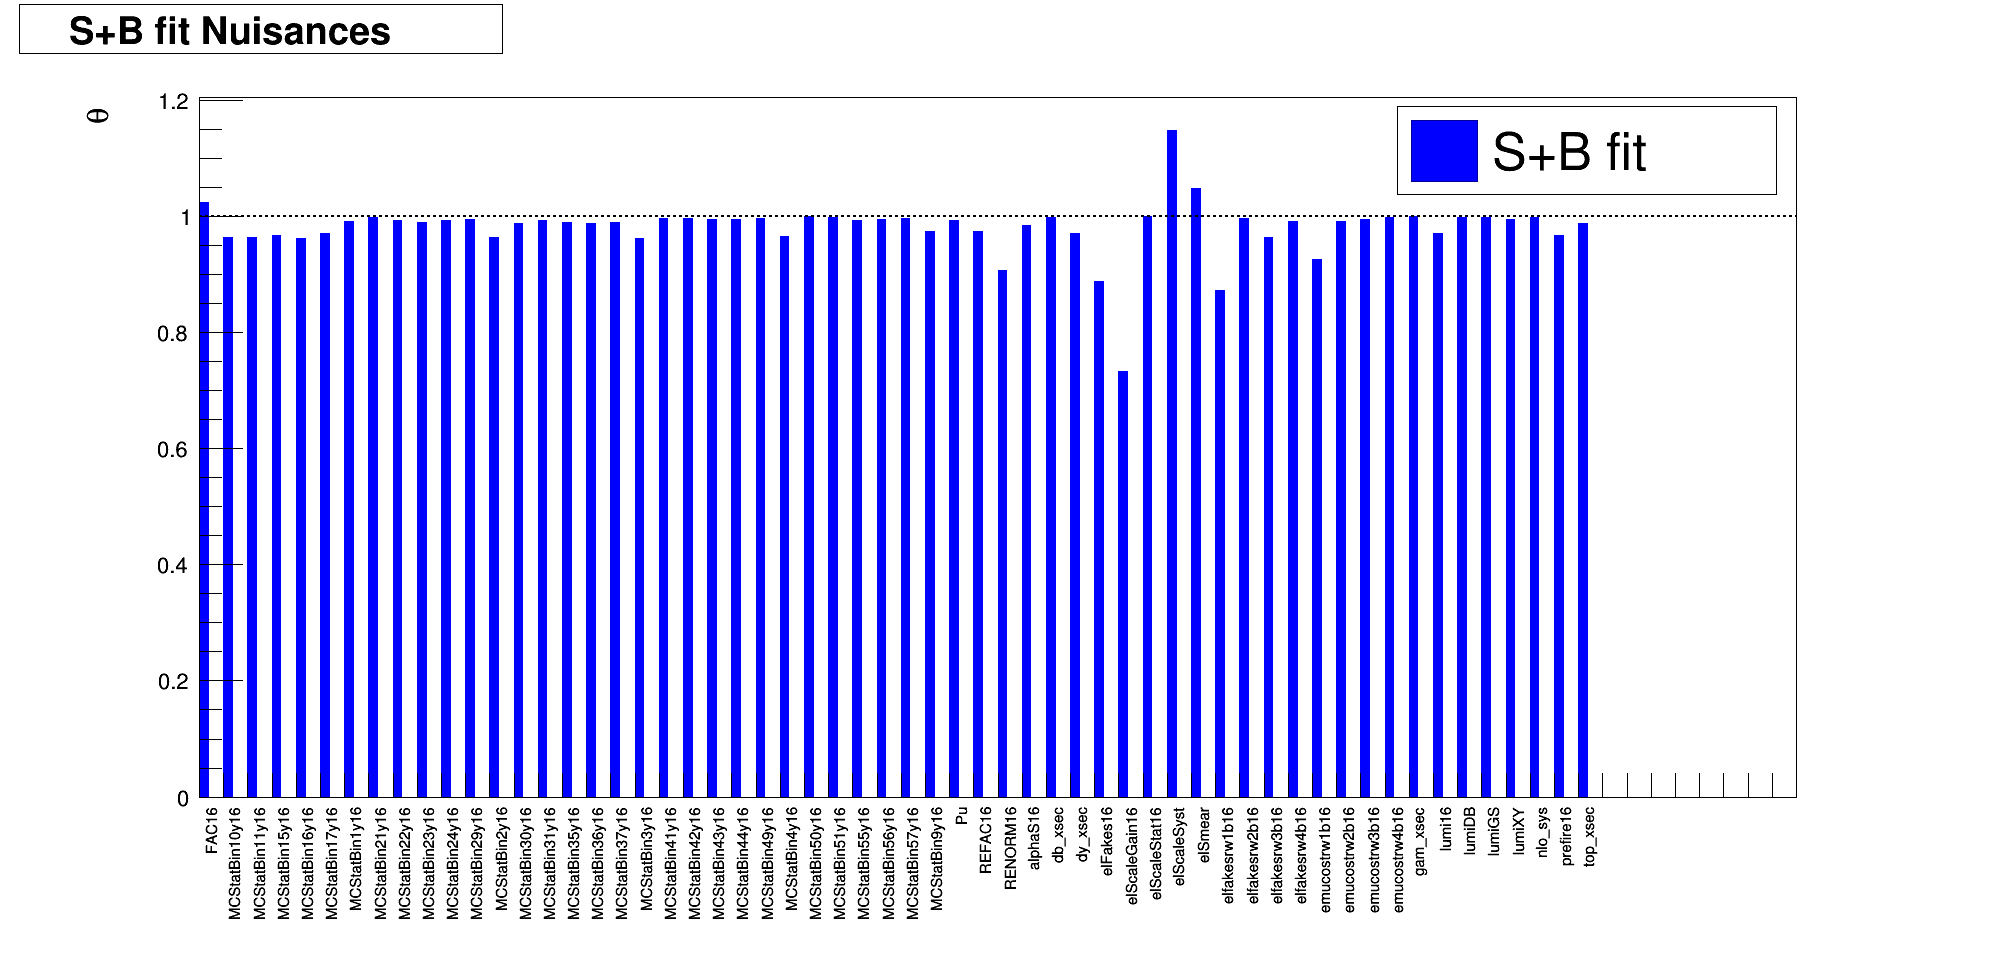 S+B fit Nuisances
θ
1.2
1
0.8
0.6
0.4
0.2
0
S+B fit
FAC16
MCStatBin10y16
MCStatBin11y16
MCStatBin15y16
MCStatBin16y16
MCStatBin17y16
MCStatBin1y16
MCStatBin21y16
MCStatBin22y16
MCStatBin23y16
MCStatBin24y16
MCStatBin29y16
MCStatBin2y16
MCStatBin30y16
MCStatBin31y16
MCStatBin35y16
MCStatBin36y16
MCStatBin37y16
MCStatBin3y16
MCStatBin41y16
MCStatBin42y16
MCStatBin43y16
MCStatBin44y16
MCStatBin49y16
MCStatBin4y16
MCStatBin50y16
MCStatBin51y16
MCStatBin55y16
MCStatBin56y16
MCStatBin57y16
MCStatBin9y16
Pu
REFAC16
RENORM16
alphaS16
db_xsec
dy_xsec
elFakes16
elScaleGain16
elScaleStat16
elScaleSyst
elSmear
elfakesrw1b16
elfakesrw2b16
elfakesrw3b16
elfakesrw4b16
emucostrw1b16
emucostrw2b16
emucostrw3b16
emucostrw4b16
gam_xsec
lumi16
lumiDB
lumiGS
lumiXY
nlo_sys
prefire16
top_xsec